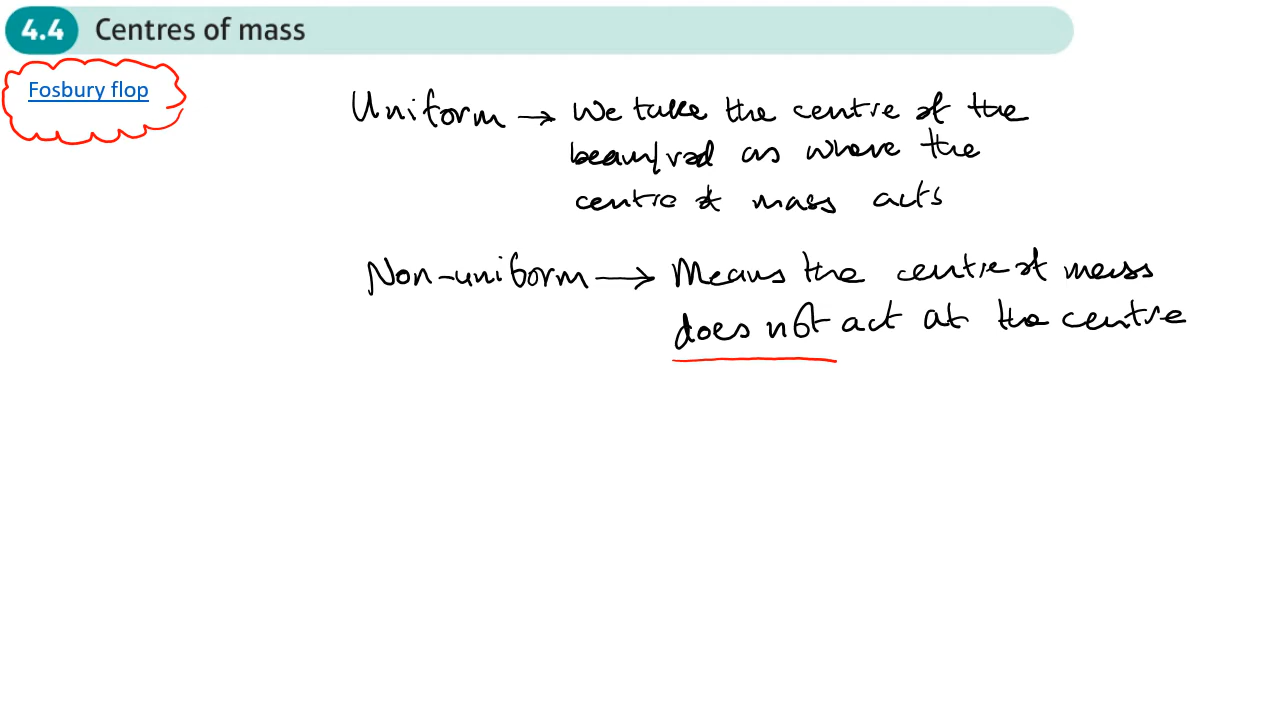 4.4 Centres of mass
Fosbury flop
Uniform → We take the centre of the
beam/rod as where the
centre of mass acts
Non-uniform → Means the centre of mass
does not act at the centre